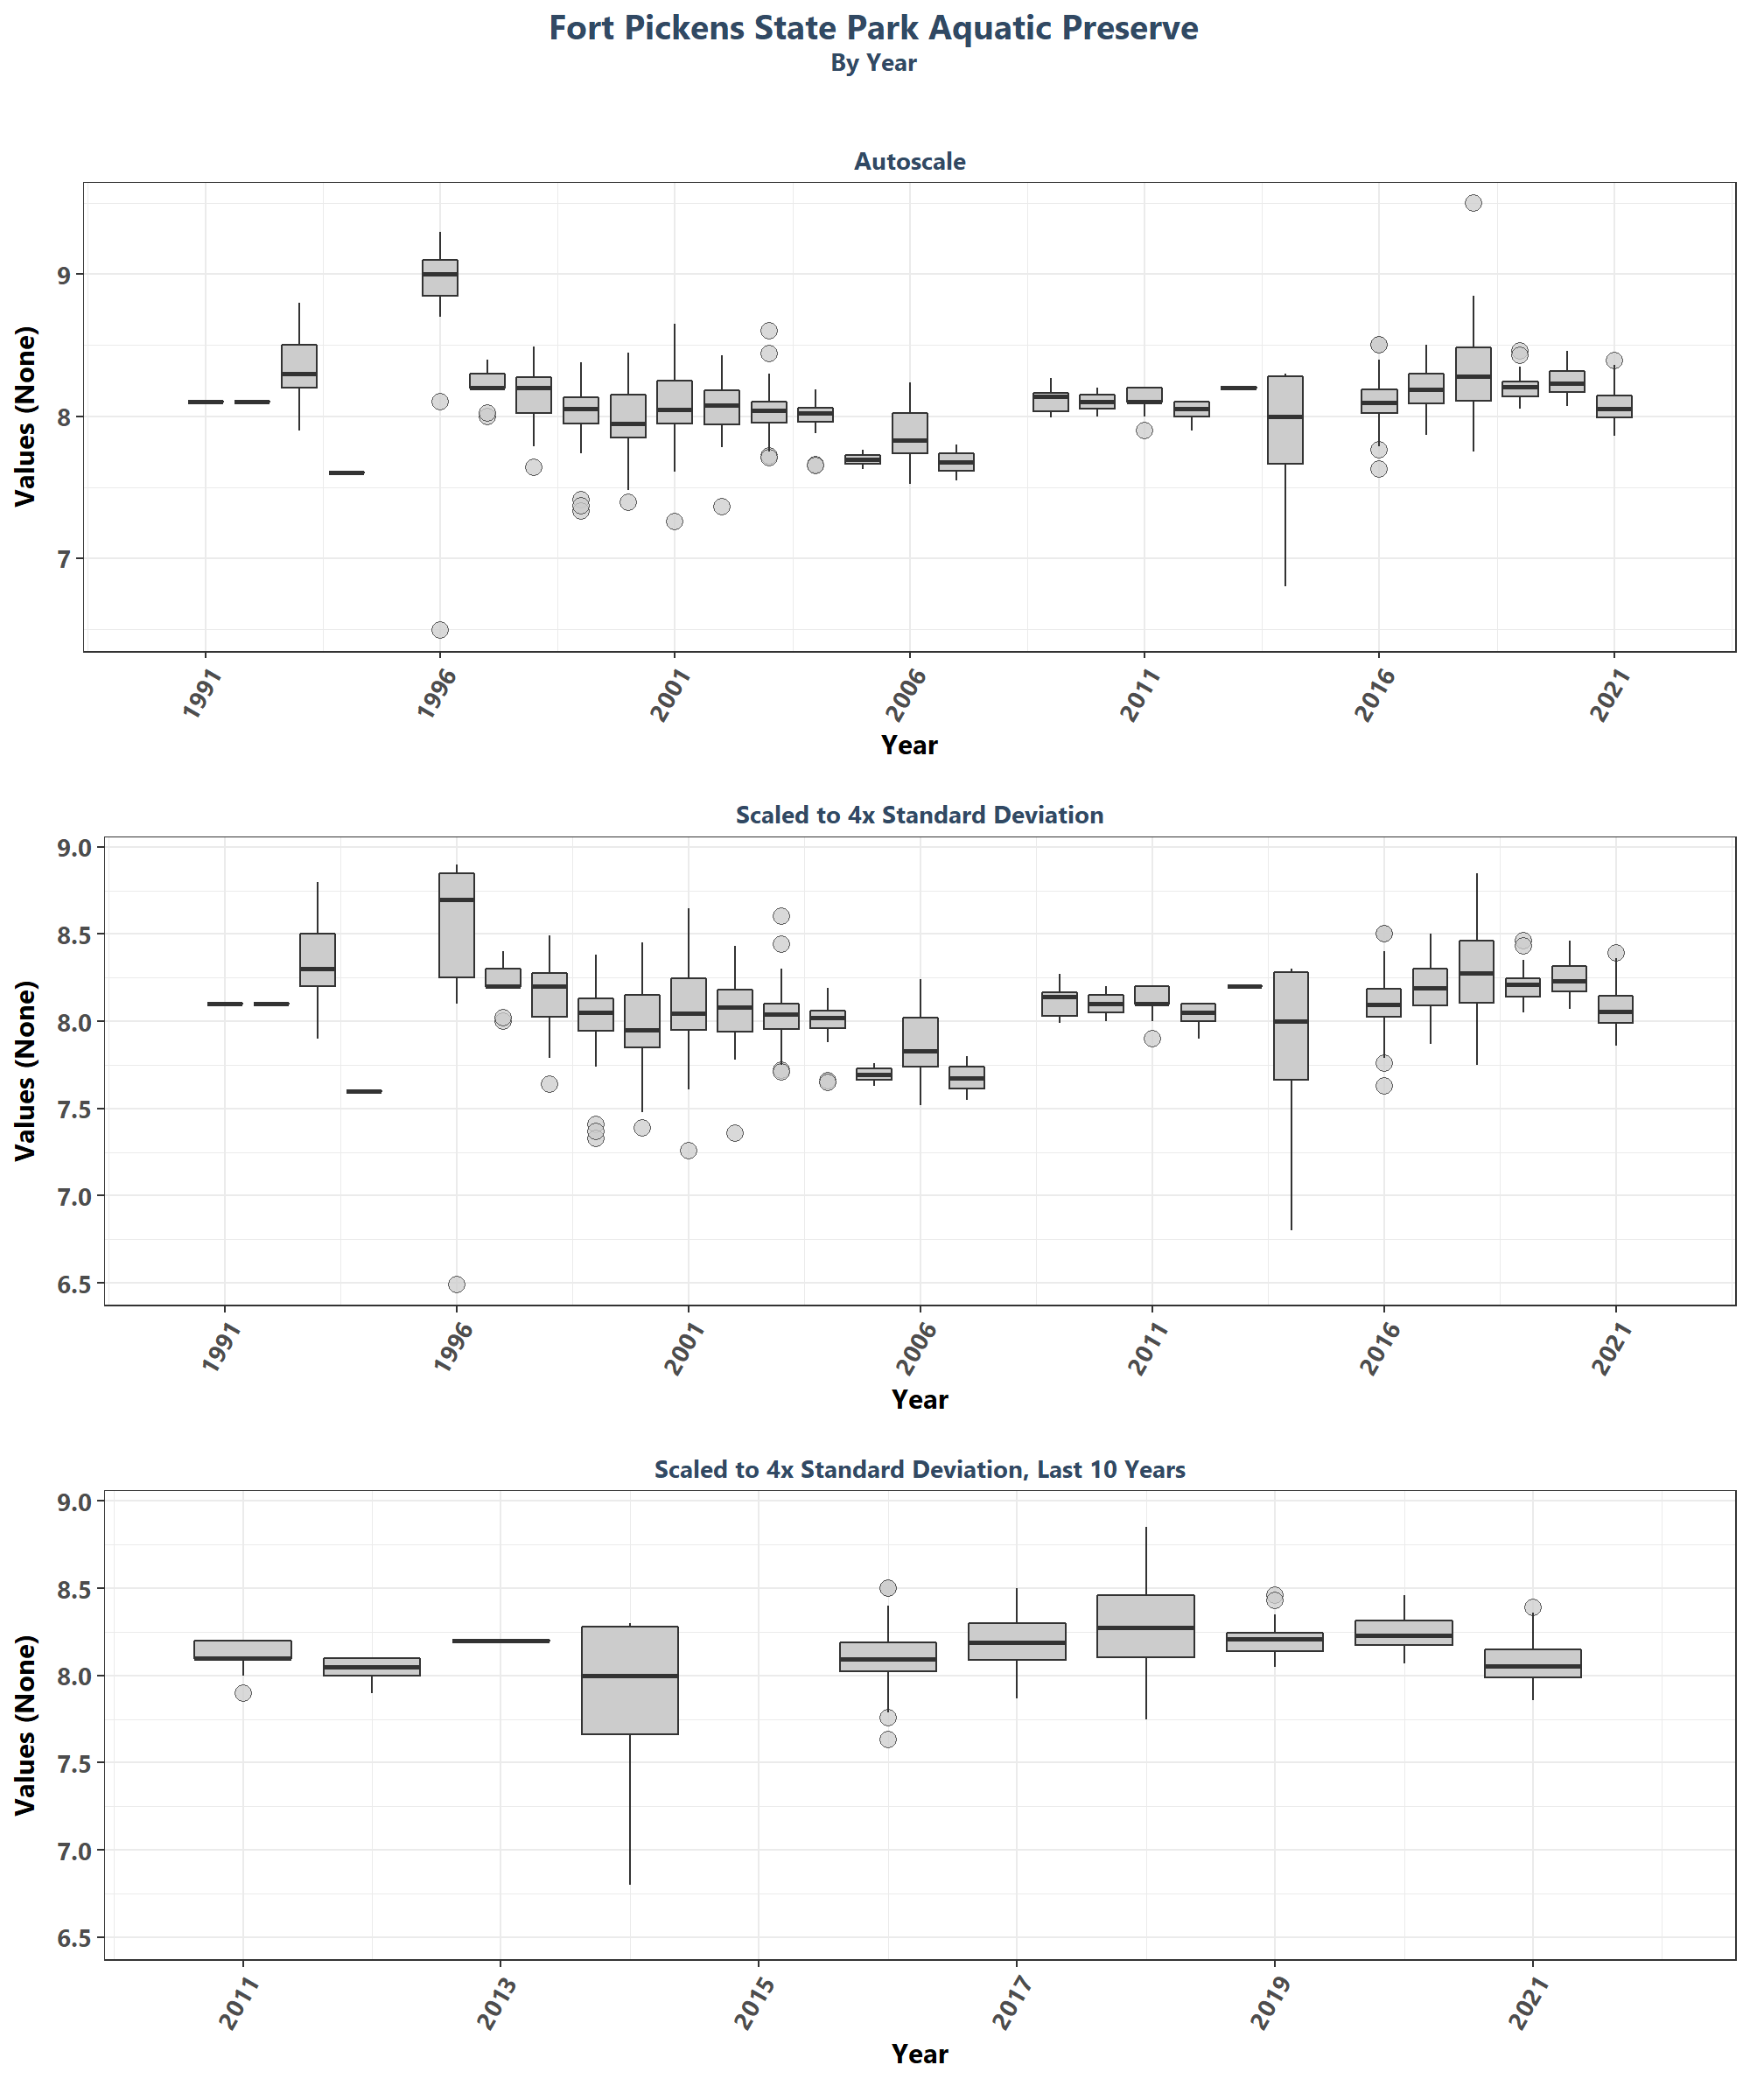 Fort Pickens State Park Aquatic Preserve
By Year
Autoscale
Values (None)
9
8
7
1991 1996 2001 2006 2011 2016 2021
Year
Scaled to 4x Standard Deviation
Values (None)
9.0
8.5
8.0
7.5
7.0
6.5
1991 1996 2001 2006 2011 2016 2021
Year
Scaled to 4x Standard Deviation, Last 10 Years
Values (None)
9.0
8.5
8.0
7.5
7.0
6.5
2011 2013 2015 2017 2019 2021
Year